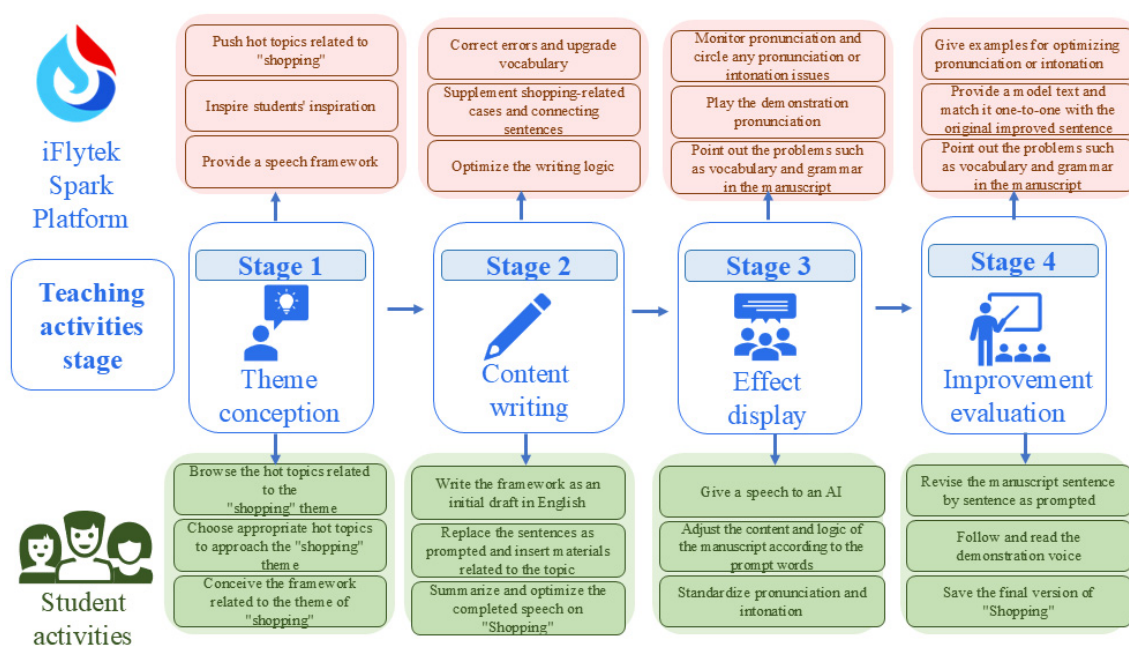 iFlytek
Spark
Platform
Push hot topics related to
"shopping"
Inspire students' inspiration
Provide a speech framework
Correct errors and upgrade
vocabulary
Supplement shopping-related
cases and connecting
sentences
Optimize the writing logic
Monitor pronunciation and
circle any pronunciation or
intonation issues
Play the demonstration
pronunciation
Point out the problems such
as vocabulary and grammar
in the manuscript
Give examples for optimizing
pronunciation or intonation
Provide a model text and
match it one-to-one with the
original improved sentence
Point out the problems such
as vocabulary and grammar
in the manuscript
Teaching
activities
stage
Stage 1
Theme
conception
Stage 2
Content
writing
Stage 3
Effect
display
Stage 4
Improvement
evaluation
Student
activities
Browse the hot topics related
to the
"shopping" theme
Choose appropriate hot topics
to approach the "shopping"
theme
Conceive the framework
related to the theme of
"shopping"
Write the framework as an
initial draft in English
Replace the sentences as
prompted and insert materials
related to the topic
Summarize and optimize the
completed speech on
"Shopping"
Give a speech to an AI
Adjust the content and logic of
the manuscript according to the
prompt words
Standardize pronunciation and
intonation
Revise the manuscript sentence
by sentence as prompted
Follow and read the
demonstration voice
Save the final version of
"Shopping"